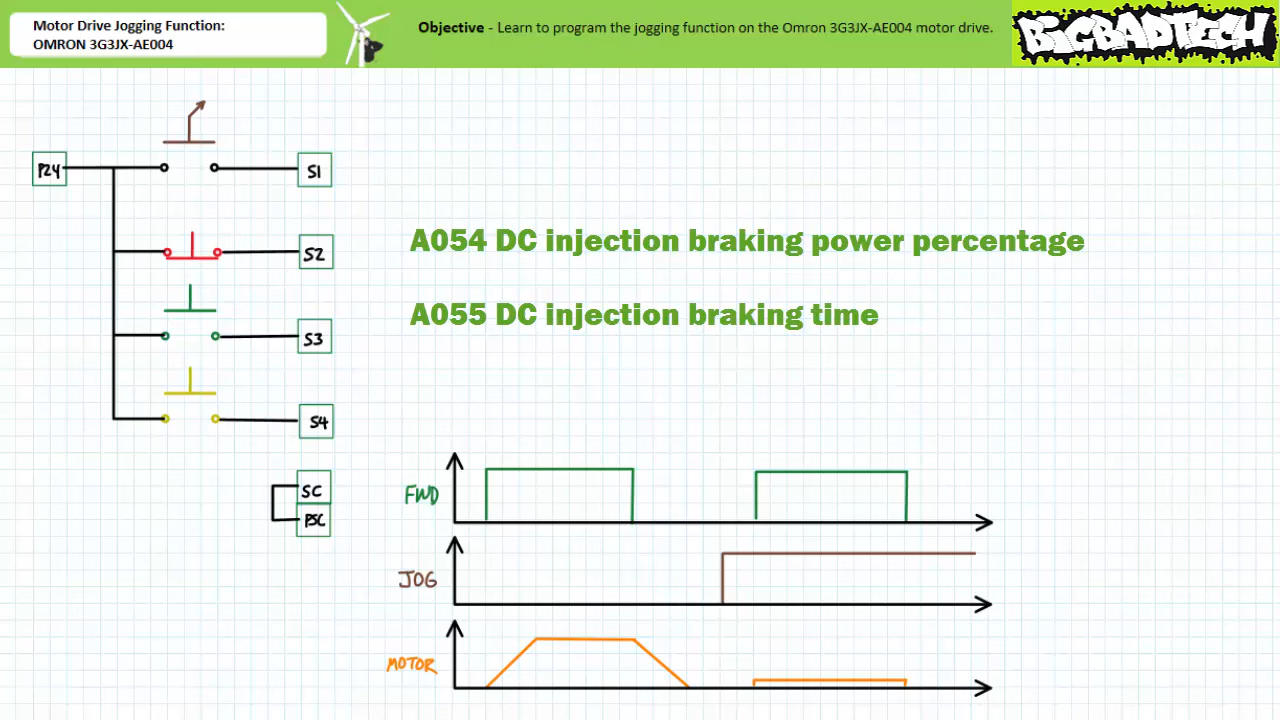 Motor Drive Jogging Function:
OMRON 3G3JX-AE004
Objective - Learn to program the jogging function on the Omron 3G3JX-AE004 motor drive.
BIGBADTECH
P24
S1
S2
S3
S4
SC
PSC
A054 DC injection braking power percentage
A055 DC injection braking time
FWD
JOG
MOTOR